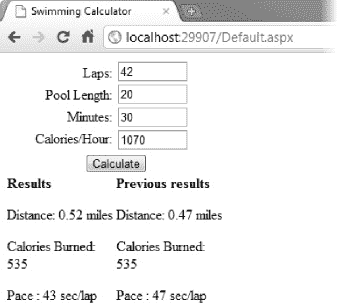 Swimming Calculator
localhost:29907/Default.aspx
Laps: 42
Pool Length: 20
Minutes: 30
Calories/Hour: 1070
Calculate
Results Previous results
Distance: 0.52 miles Distance: 0.47 miles
Calories Burned: Calories Burned:
535 535
Pace : 43 sec/lap Pace : 47 sec/lap